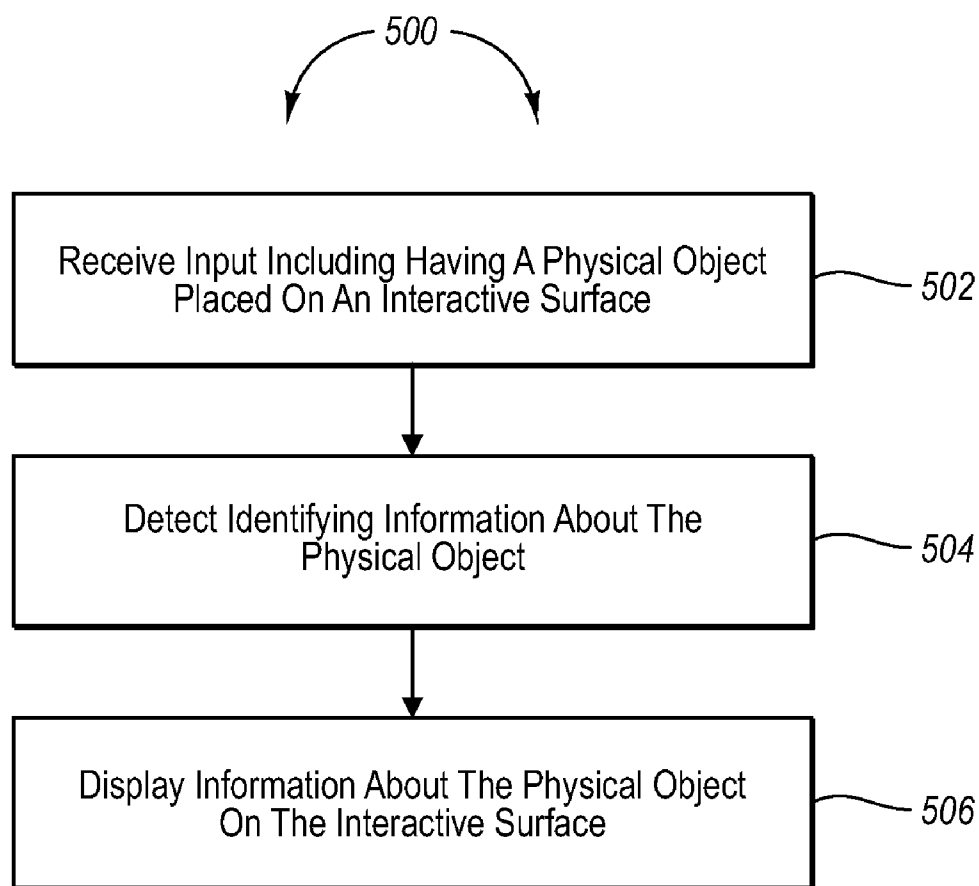 500
Receive Input Including Having A Physical Object
Placed On An Interactive Surface
502
Detect Identifying Information About The
Physical Object
504
Display Information About The Physical Object
On The Interactive Surface
506